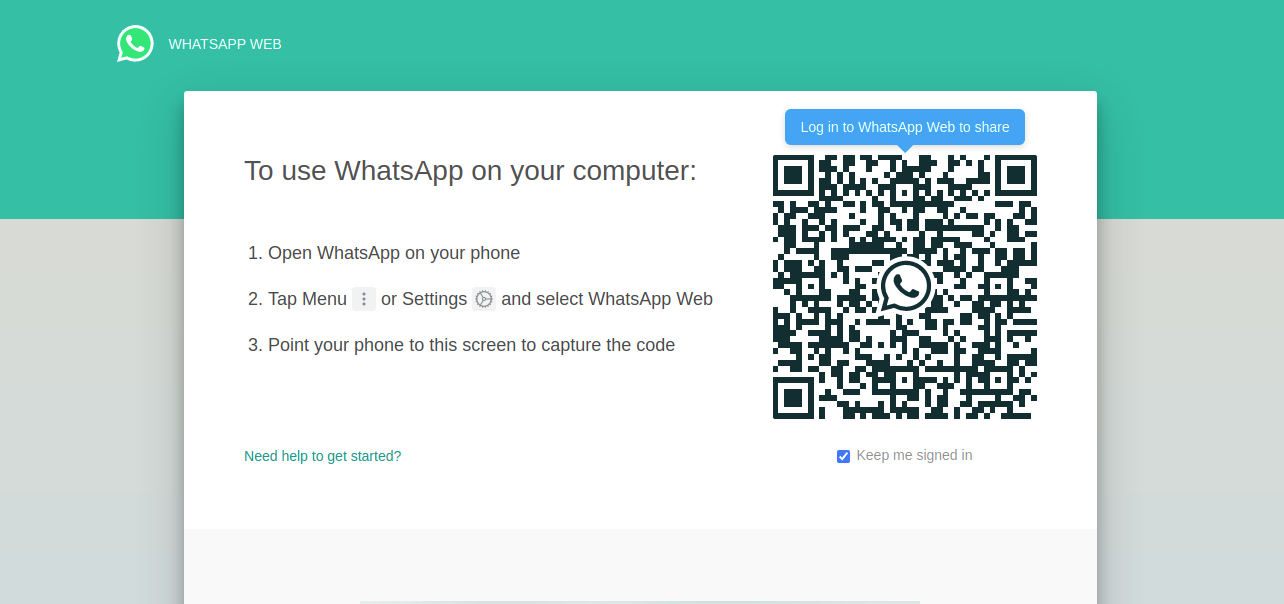 WHATSAPP WEB
Log in to WhatsApp Web to share
To use WhatsApp on your computer:
1. Open WhatsApp on your phone
2. Tap Menu or Settings and select WhatsApp Web
3. Point your phone to this screen to capture the code
Need help to get started?
Keep me signed in